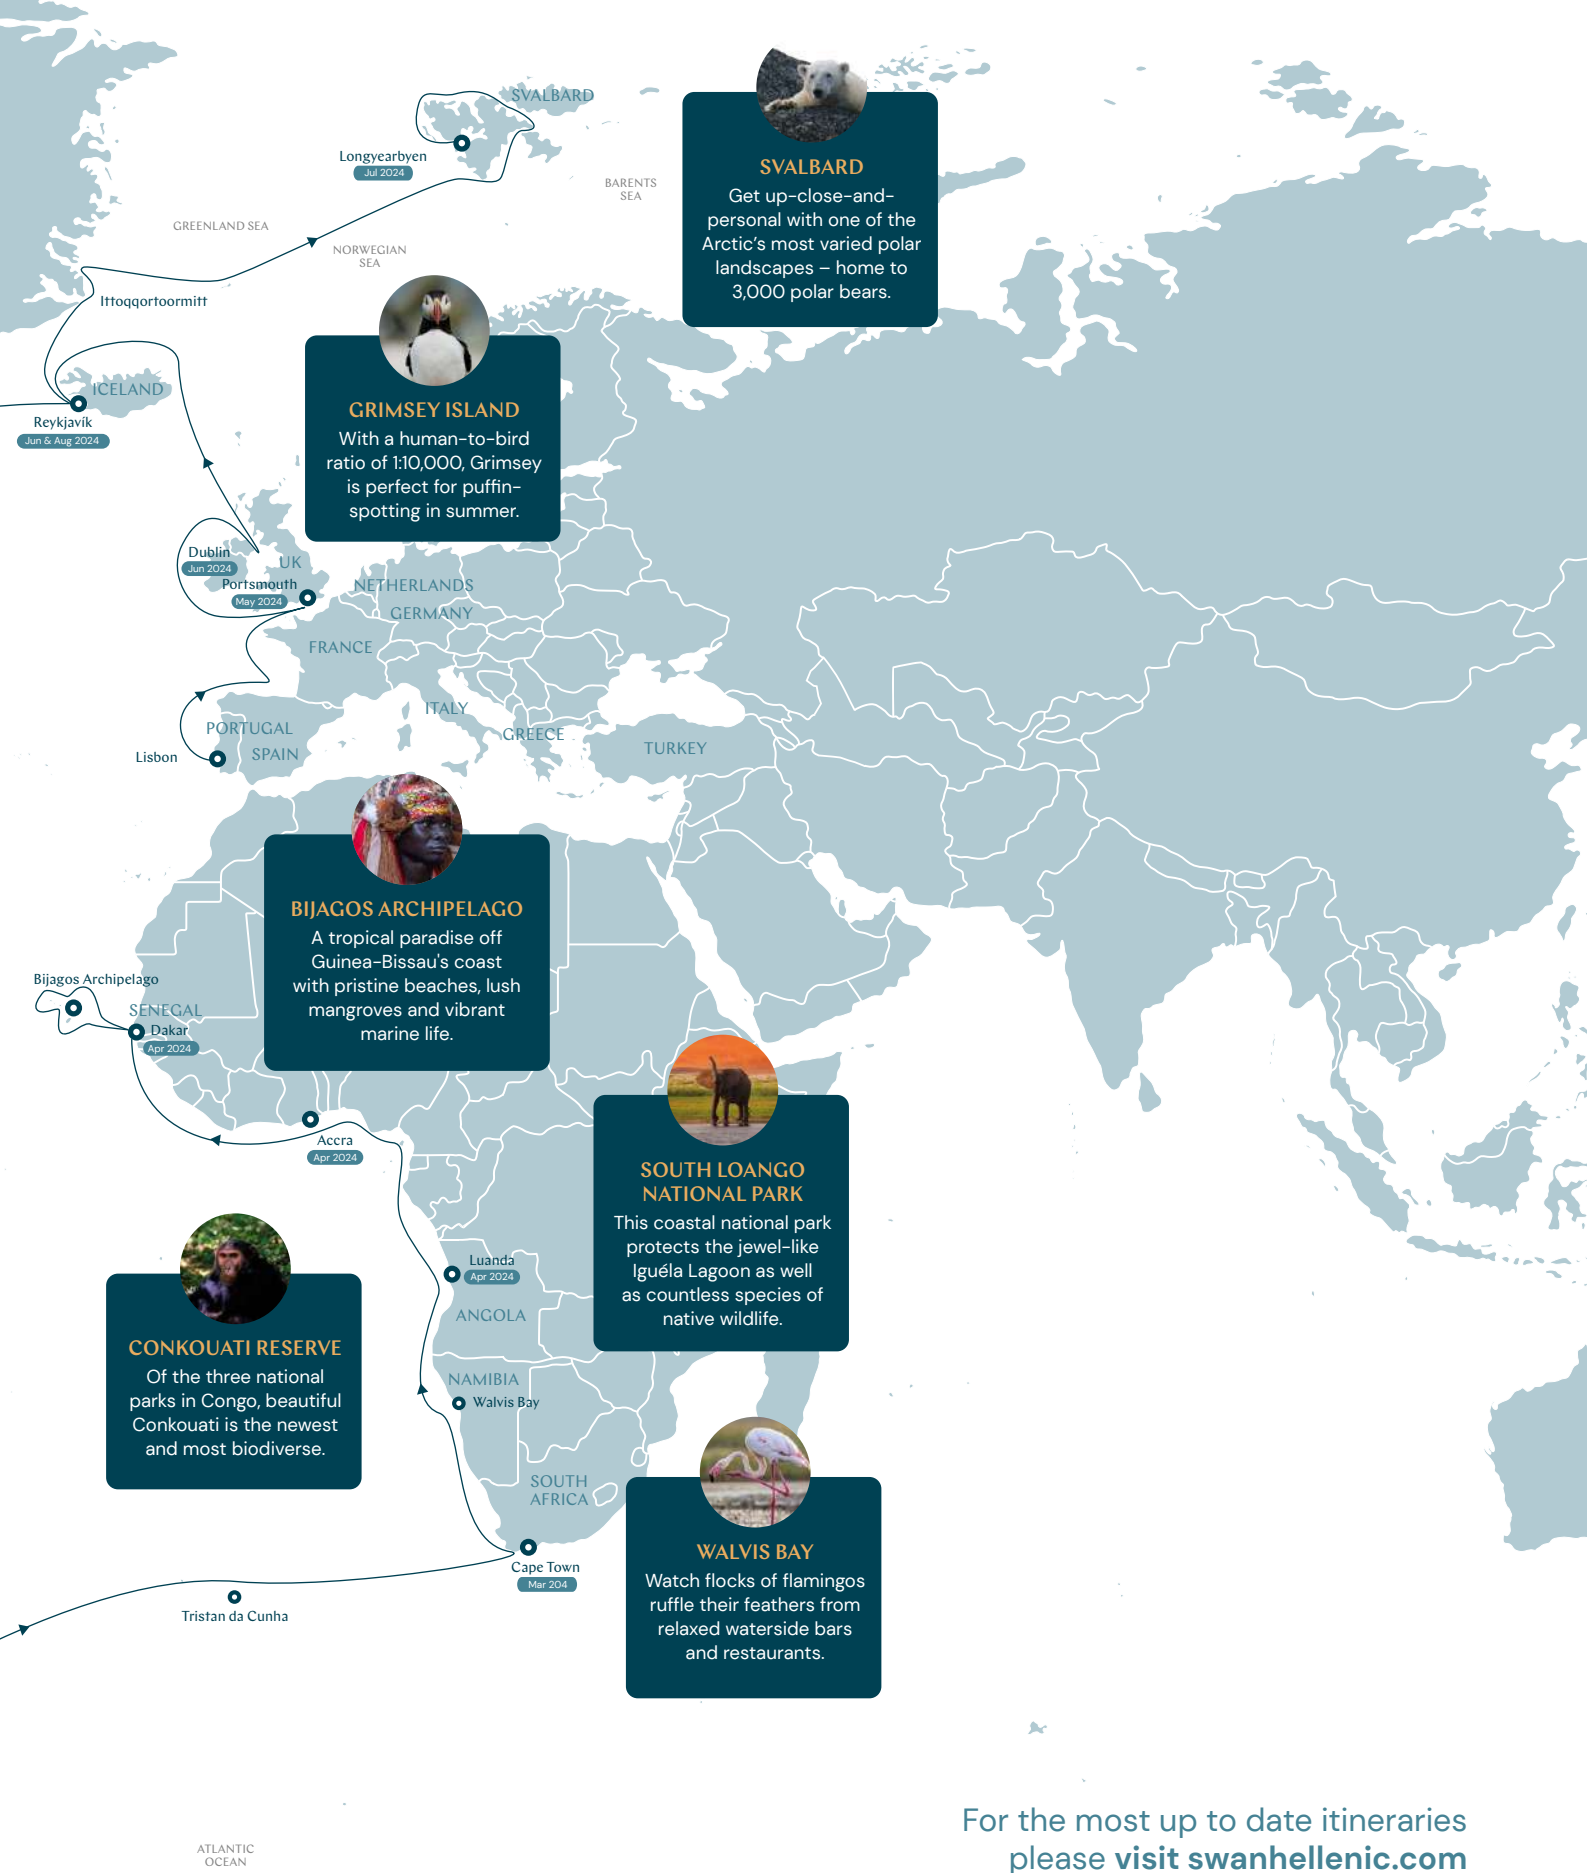 SVALBARD
Longyearbyen
Jul 2024
BARENTS
SEA
GREENLAND SEA
NORWEGIAN
SEA
SVALBARD
Get up-close-and-
personal with one of the
Arctic’s most varied polar
landscapes – home to
3,000 polar bears.
Ittoqqortoormitt
ICELAND
Reykjavík
Jun & Aug 2024
GRIMSEY ISLAND
With a human-to-bird
ratio of 1:10,000, Grimsey
is perfect for puffin-
spotting in summer.
Dublin
Jun 2024
UK
Portsmouth
May 2024
NETHERLANDS
GERMANY
FRANCE
ITALY
PORTUGAL
SPAIN
GREECE
TURKEY
Lisbon
BIJAGOS ARCHIPELAGO
A tropical paradise off
Guinea-Bissau's coast
with pristine beaches, lush
mangroves and vibrant
marine life.
Bijagos Archipelago
SENEGAL
Dakar
Apr 2024
Accra
Apr 2024
SOUTH LOANGO
NATIONAL PARK
This coastal national park
protects the jewel-like
Iguéla Lagoon as well
as countless species of
native wildlife.
Luanda
Apr 2024
ANGOLA
CONKOUATI RESERVE
Of the three national
parks in Congo, beautiful
Conkouati is the newest
and most biodiverse.
NAMIBIA
Walvis Bay
SOUTH
AFRICA
WALVIS BAY
Watch flocks of flamingos
ruffle their feathers from
relaxed waterside bars
and restaurants.
Cape Town
Mar 204
Tristan da Cunha
For the most up to date itineraries
please visit swanhellenic.com
ATLANTIC
OCEAN